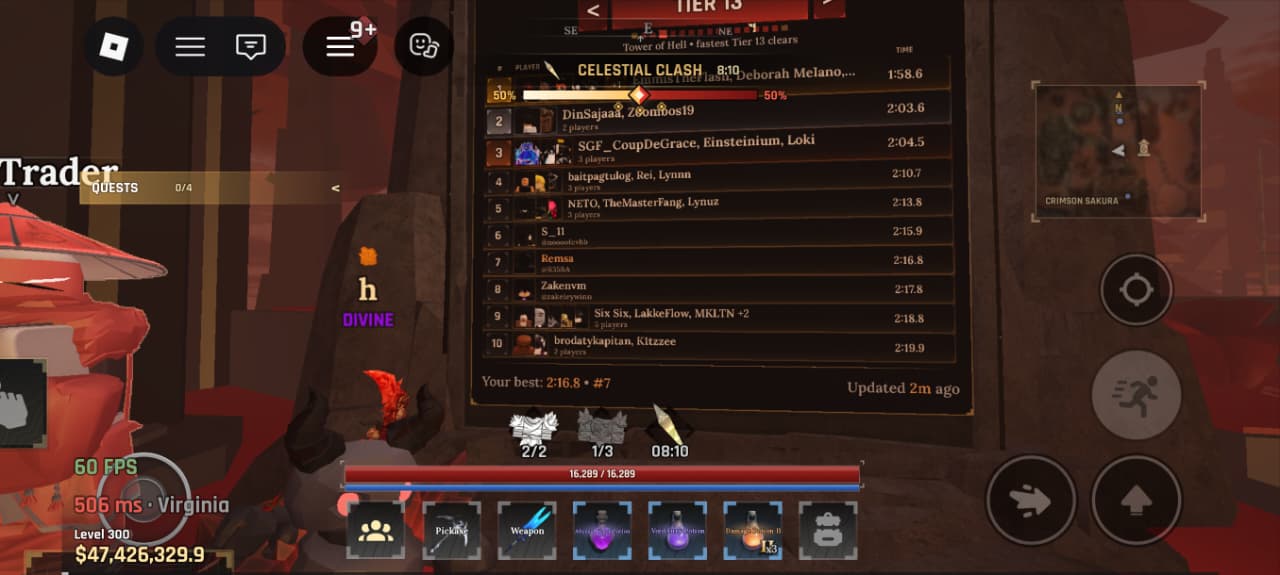 9+
< TIER 13 >
SE E NE
Tower of Hell • fastest Tier 13 clears
# PLAYER TIME
CELESTIAL CLASH 8:10
50% 50%
1 EmmisTherFlash, Deborah Melano,... 1:58.6
2 DinSajaaa, Zoombos19 2:03.6
2 players
3 SGF_CoupDeGrace, Einsteinium, Loki 2:04.5
3 players
4 baitpagtulog, Rei, Lynnn 2:10.7
3 players
5 NETO, TheMasterFang, Lynuz 2:13.8
3 players
6 S_11 2:15.9
7 Remsa 2:16.8
8 Zakenvm 2:17.8
9 Six Six, LakkeFlow, MKLTN +2 2:18.8
5 players
10 brodatykapitan, K1tzzee 2:19.9
2 players
Your best: 2:16.8 • #7
Updated 2m ago
Trader
QUESTS 0/4 <
h
DIVINE
N
CRIMSON SAKURA
2/2 1/3 08:10
16,289 / 16,289
60 FPS
506 ms · Virginia
Level 300
$47,426,329.9
Pickaxe
Weapon
x3